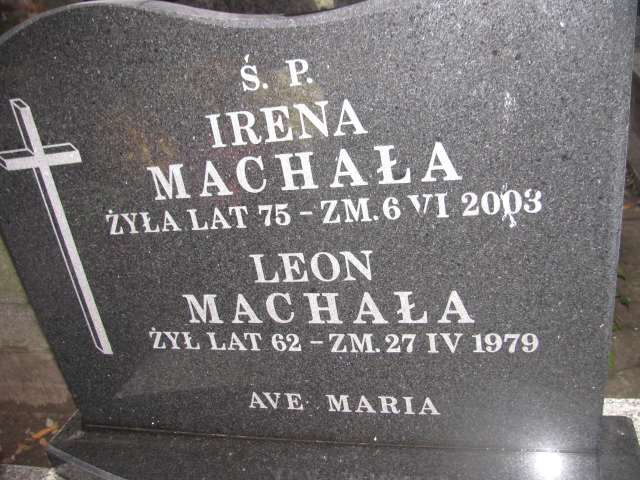 Ś. P.
IRENA
MACHAŁA
ŻYŁA LAT 75 - ZM. 6 VI 2003
LEON
MACHAŁA
ŻYŁ LAT 62 - ZM. 27 IV 1979
AVE MARIA